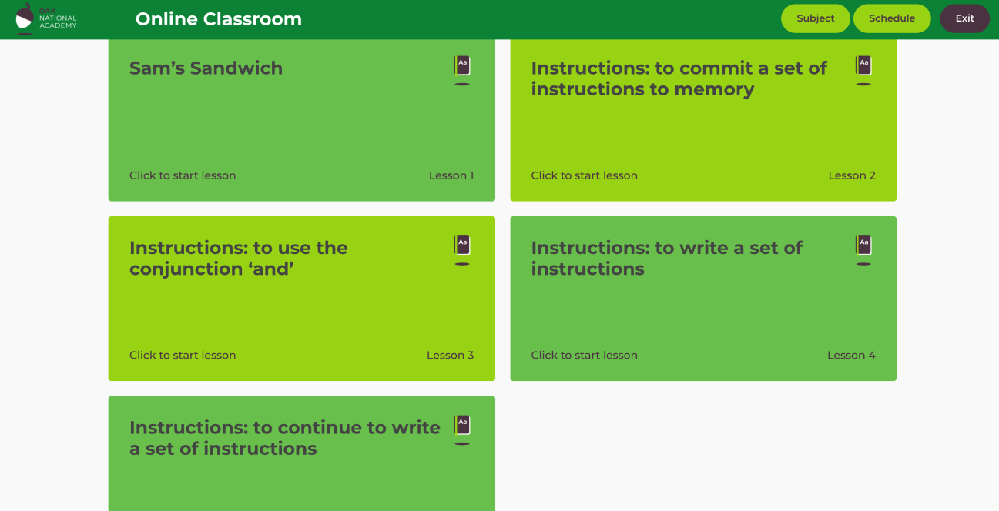 OAK
NATIONAL
ACADEMY
Online Classroom
Subject
Schedule
Exit
Sam’s Sandwich
Aa
Click to start lesson
Lesson 1
Instructions: to commit a set of
instructions to memory
Aa
Click to start lesson
Lesson 2
Instructions: to use the
conjunction ‘and’
Aa
Click to start lesson
Lesson 3
Instructions: to write a set of
instructions
Aa
Click to start lesson
Lesson 4
Instructions: to continue to write
a set of instructions
Aa